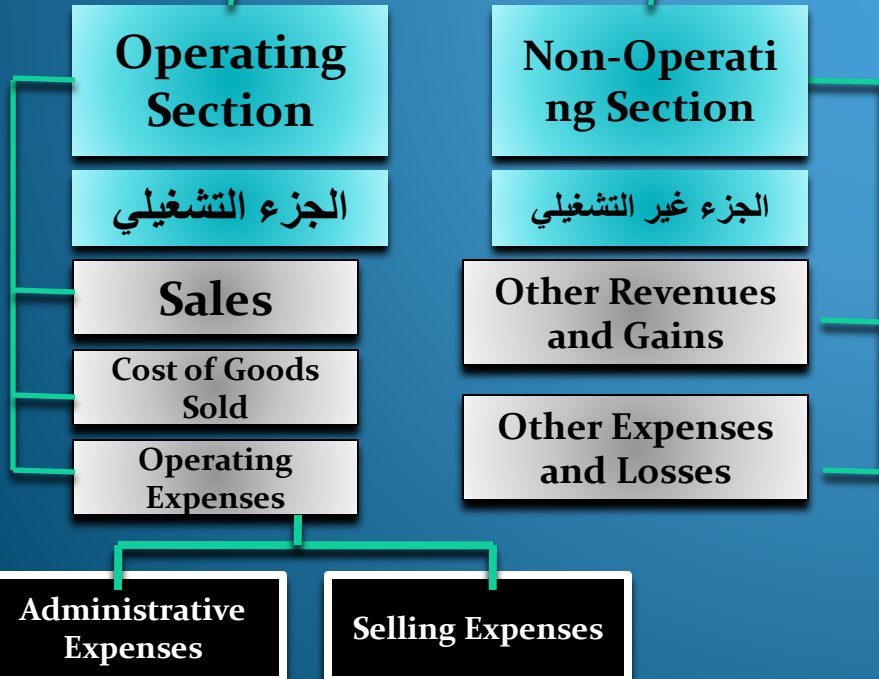 Operating
Section
الجزء التشغيلي
Sales
Cost of Goods
Sold
Operating
Expenses
Administrative
Expenses
Selling Expenses
Non-Operati
ng Section
الجزء غير التشغيلي
Other Revenues
and Gains
Other Expenses
and Losses